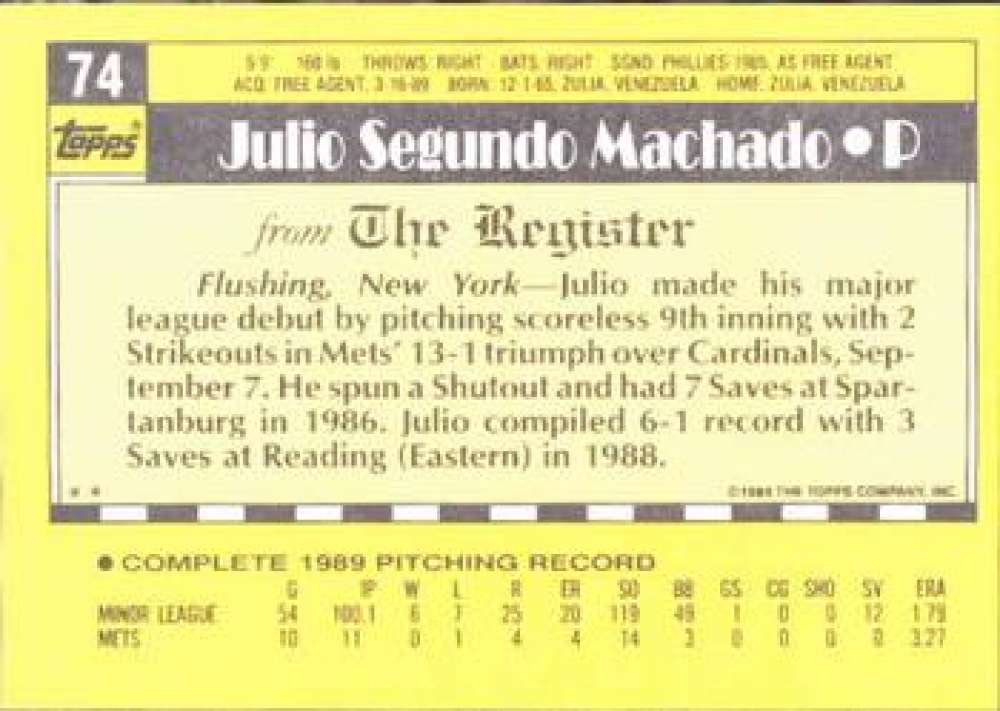 74
5'9" 160 lb THROWS: RIGHT BATS: RIGHT SGND: PHILLIES 1985, AS FREE AGENT
ACQ: FREE AGENT, 3-16-89 BORN: 12-1-65, ZULIA, VENEZUELA HOME: ZULIA, VENEZUELA
Topps®
Julio Segundo Machado • P
from The Register
Flushing, New York—Julio made his major
league debut by pitching scoreless 9th inning with 2
Strikeouts in Mets' 13-1 triumph over Cardinals, Sep-
tember 7. He spun a Shutout and had 7 Saves at Spar-
tanburg in 1986. Julio compiled 6-1 record with 3
Saves at Reading (Eastern) in 1988.
* *
THE TOPPS COMPANY, INC.
• COMPLETE 1989 PITCHING RECORD
G IP W L R ER SO BB GS CG SHO SV ERA
MINOR LEAGUE 54 100.1 6 7 25 20 119 49 1 0 0 12 1.79
METS 10 11 0 1 4 4 14 3 0 0 0 0 3.27